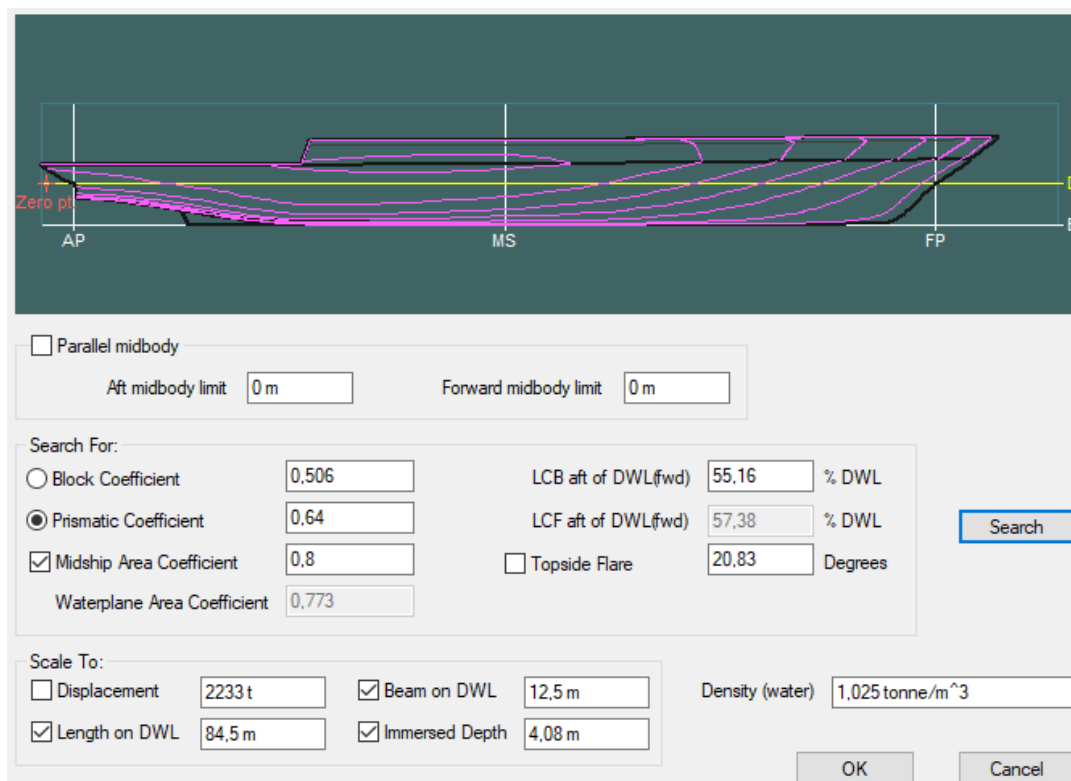 Zero pt.
AP MS FP
Parallel midbody
Aft midbody limit 0 m Forward midbody limit 0 m
Search For:
Block Coefficient 0,506 LCB aft of DWL(fwd) 55,16 % DWL
Prismatic Coefficient 0,64 LCF aft of DWL(fwd) 57,38 % DWL Search
Midship Area Coefficient 0,8 Topside Flare 20,83 Degrees
Waterplane Area Coefficient 0,773
Scale To:
Displacement 2233 t Beam on DWL 12,5 m Density (water) 1,025 tonne/m^3
Length on DWL 84,5 m Immersed Depth 4,08 m
OK Cancel